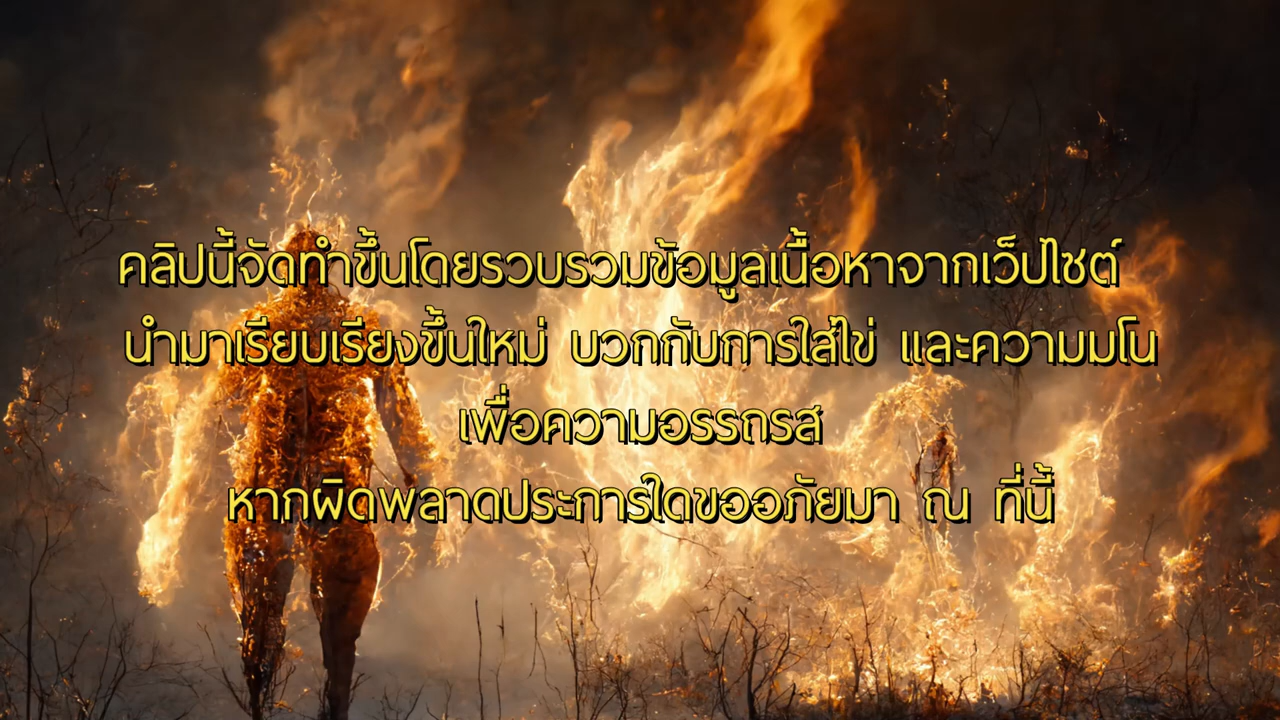 คลิปนี้จัดทำขึ้นโดยรวบรวมข้อมูลเนื้อหาจากเว็ปไซต์
นำมาเรียบเรียงขึ้นใหม่ บวกกับการใส่ไข่ และความมโน
เพื่อความอรรถรส
หากผิดพลาดประการใดขออภัยมา ณ ที่นี้